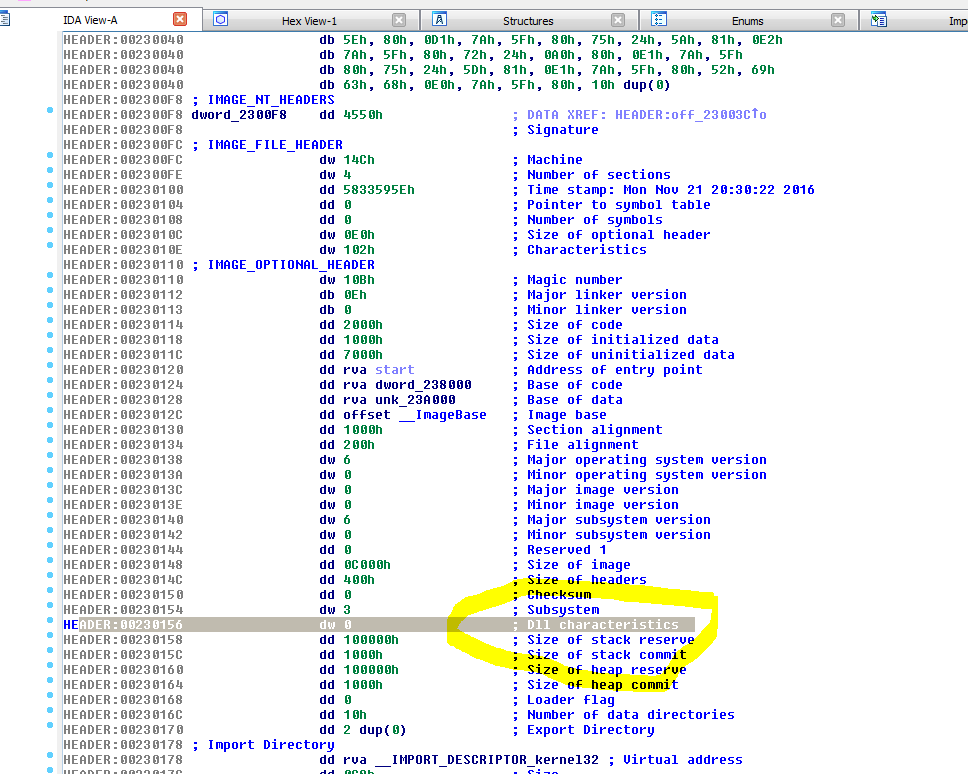 IDA View-A Hex View-1 Structures Enums Imp
HEADER:00230040 db 5Eh, 80h, 0D1h, 7Ah, 5Fh, 80h, 75h, 24h, 5Ah, 81h, 0E2h
HEADER:00230040 db 7Ah, 5Fh, 80h, 72h, 24h, 0A0h, 80h, 0E1h, 7Ah, 5Fh
HEADER:00230040 db 80h, 75h, 24h, 5Dh, 81h, 0E1h, 7Ah, 5Fh, 80h, 52h, 69h
HEADER:00230040 db 63h, 68h, 0E0h, 7Ah, 5Fh, 80h, 10h dup(0)
HEADER:002300F8 ; IMAGE_NT_HEADERS
HEADER:002300F8 dword_2300F8 dd 4550h ; DATA XREF: HEADER:off_23003C↑o
HEADER:002300F8 ; Signature
HEADER:002300FC ; IMAGE_FILE_HEADER
HEADER:002300FC dw 14Ch ; Machine
HEADER:002300FE dw 4 ; Number of sections
HEADER:00230100 dd 5833595Eh ; Time stamp: Mon Nov 21 20:30:22 2016
HEADER:00230104 dd 0 ; Pointer to symbol table
HEADER:00230108 dd 0 ; Number of symbols
HEADER:0023010C dw 0E0h ; Size of optional header
HEADER:0023010E dw 102h ; Characteristics
HEADER:00230110 ; IMAGE_OPTIONAL_HEADER
HEADER:00230110 dw 10Bh ; Magic number
HEADER:00230112 db 0Eh ; Major linker version
HEADER:00230113 db 0 ; Minor linker version
HEADER:00230114 dd 2000h ; Size of code
HEADER:00230118 dd 1000h ; Size of initialized data
HEADER:0023011C dd 7000h ; Size of uninitialized data
HEADER:00230120 dd rva start ; Address of entry point
HEADER:00230124 dd rva dword_238000 ; Base of code
HEADER:00230128 dd rva unk_23A000 ; Base of data
HEADER:0023012C dd offset __ImageBase ; Image base
HEADER:00230130 dd 1000h ; Section alignment
HEADER:00230134 dd 200h ; File alignment
HEADER:00230138 dw 6 ; Major operating system version
HEADER:0023013A dw 0 ; Minor operating system version
HEADER:0023013C dw 0 ; Major image version
HEADER:0023013E dw 0 ; Minor image version
HEADER:00230140 dw 6 ; Major subsystem version
HEADER:00230142 dw 0 ; Minor subsystem version
HEADER:00230144 dd 0 ; Reserved 1
HEADER:00230148 dd 0C000h ; Size of image
HEADER:0023014C dd 400h ; Size of headers
HEADER:00230150 dd 0 ; Checksum
HEADER:00230154 dw 3 ; Subsystem
HEADER:00230156 dw 0 ; Dll characteristics
HEADER:00230158 dd 100000h ; Size of stack reserve
HEADER:0023015C dd 1000h ; Size of stack commit
HEADER:00230160 dd 100000h ; Size of heap reserve
HEADER:00230164 dd 1000h ; Size of heap commit
HEADER:00230168 dd 0 ; Loader flag
HEADER:0023016C dd 10h ; Number of data directories
HEADER:00230170 dd 2 dup(0) ; Export Directory
HEADER:00230178 ; Import Directory
HEADER:00230178 dd rva __IMPORT_DESCRIPTOR_kernel32 ; Virtual address